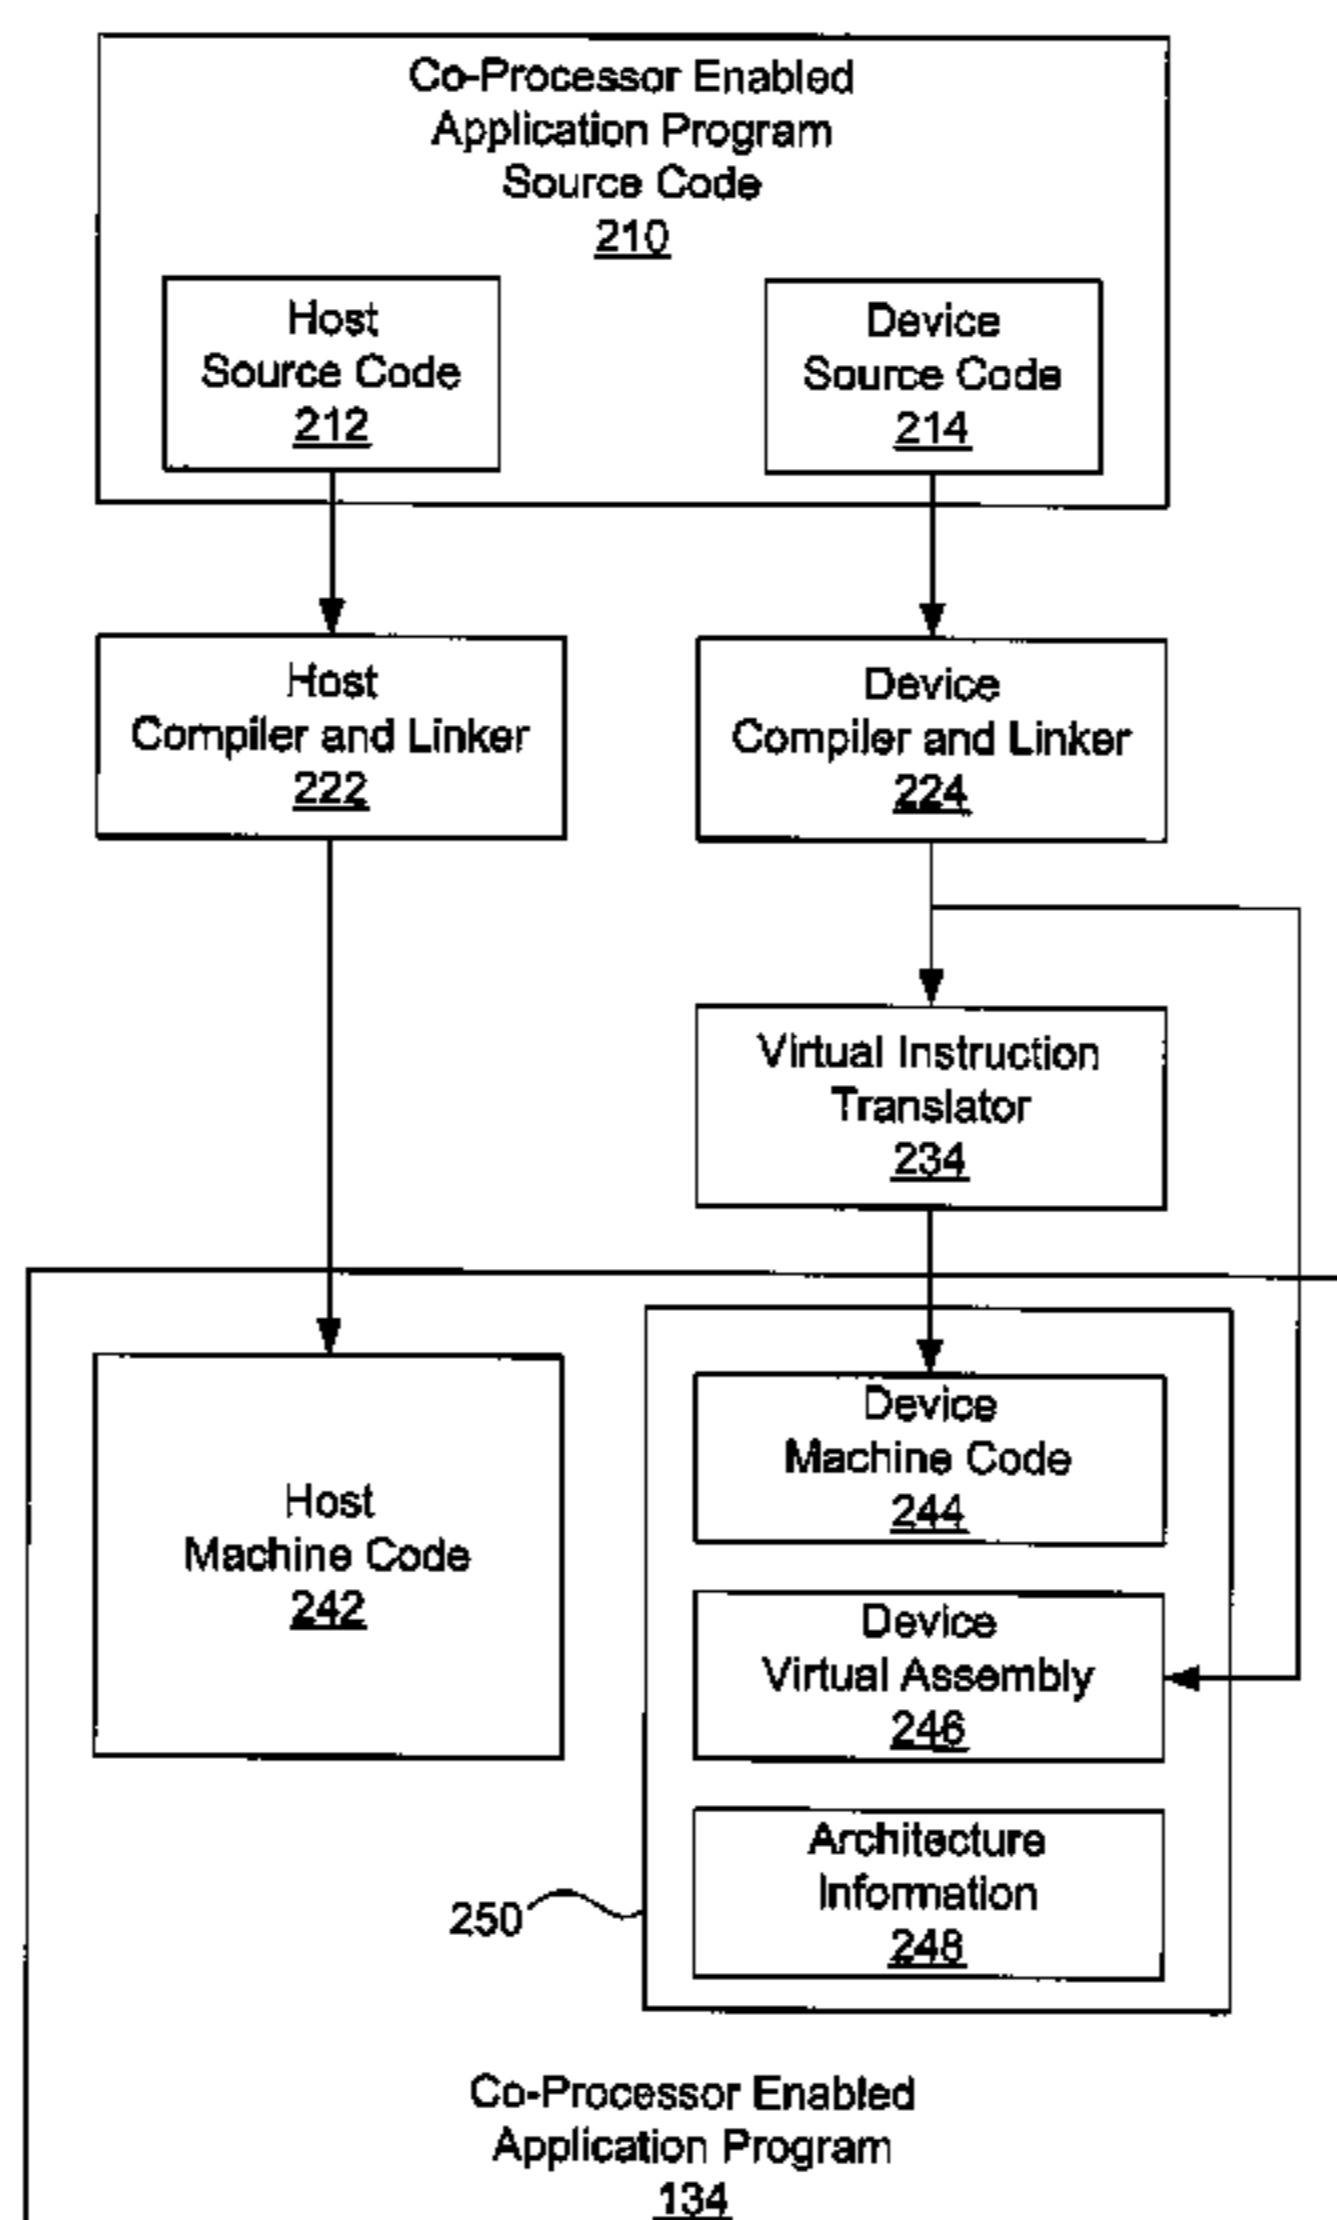 Co-Processor Enabled
Application Program
Source Code
210
Host
Source Code
212
Device
Source Code
214
Host
Compiler and Linker
222
Device
Compiler and Linker
224
Virtual Instruction
Translator
234
Device
Machine Code
244
Host
Machine Code
242
Device
Virtual Assembly
246
Architecture
Information
248
250
Co-Processor Enabled
Application Program
134